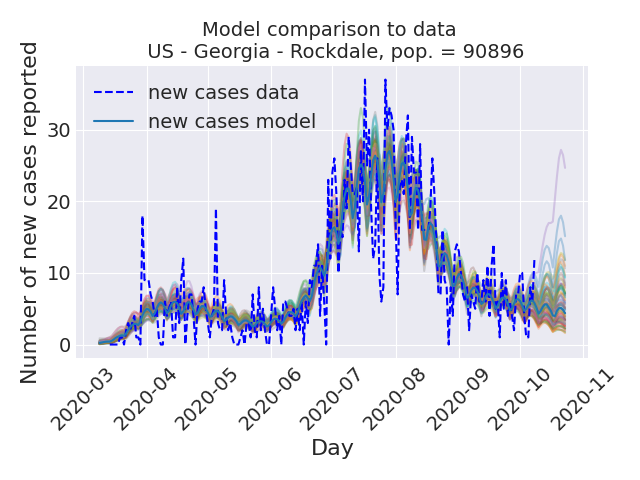 Model comparison to data
US - Georgia - Rockdale, pop. = 90896
new cases data
new cases model
Number of new cases reported
30
20
10
0
2020-03
2020-04
2020-05
2020-06
2020-07
2020-08
2020-09
2020-10
2020-11
Day